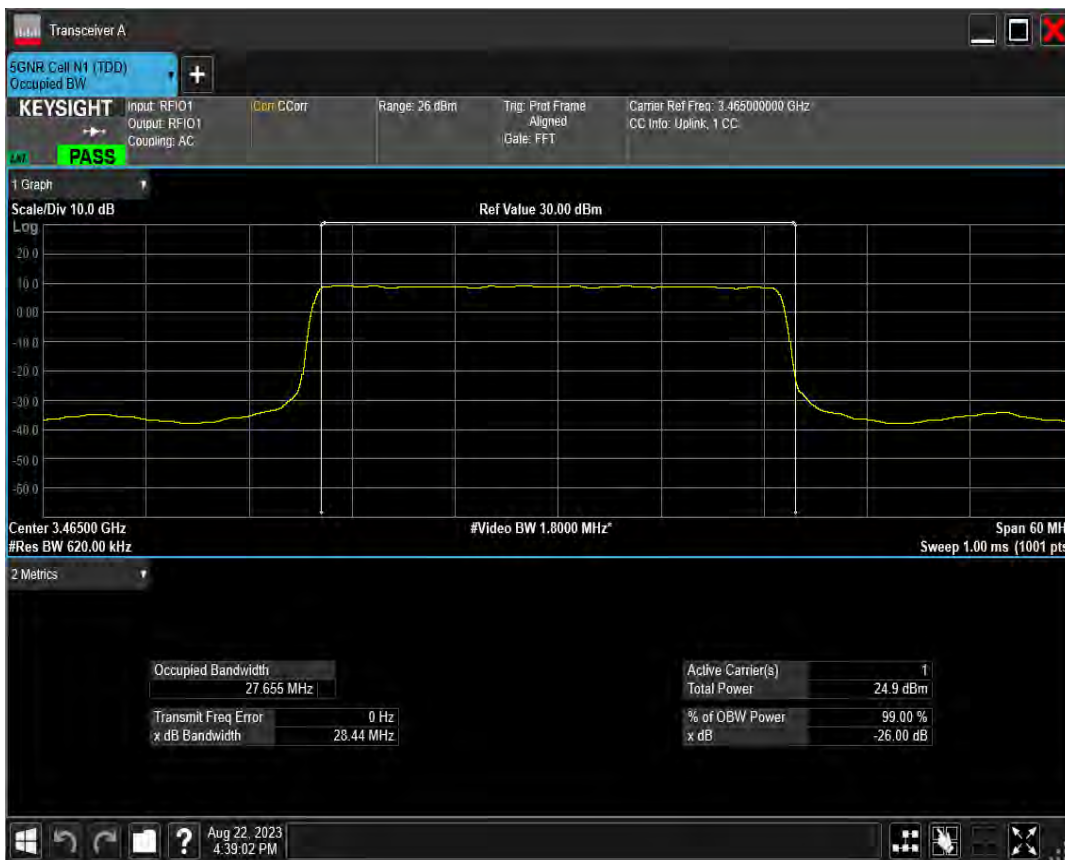 Transceiver A
5GNR Cell N1 (TDD)
Occupied BW
+
KEYSIGHT
Input: RFIO1
Output: RFIO1
Coupling: AC
Corr CCorr
Range: 26 dBm
Trig: Prot Frame
Aligned
Gate: FFT
Carrier Ref Freq: 3.465000000 GHz
CC Info: Uplink, 1 CC
PASS
1 Graph
Scale/Div 10.0 dB
Ref Value 30.00 dBm
Log
20.0
10.0
0.00
-10.0
-20.0
-30.0
-40.0
-50.0
-60.0
Center 3.46500 GHz
#Video BW 1.8000 MHz*
Span 60 MH
#Res BW 620.00 kHz
Sweep 1.00 ms (1001 pts
2 Metrics
Occupied Bandwidth
27.655 MHz
Transmit Freq Error 0 Hz
x dB Bandwidth 28.44 MHz
Active Carrier(s) 1
Total Power 24.9 dBm
% of OBW Power 99.00 %
x dB -26.00 dB
?
Aug 22, 2023
4:39:02 PM